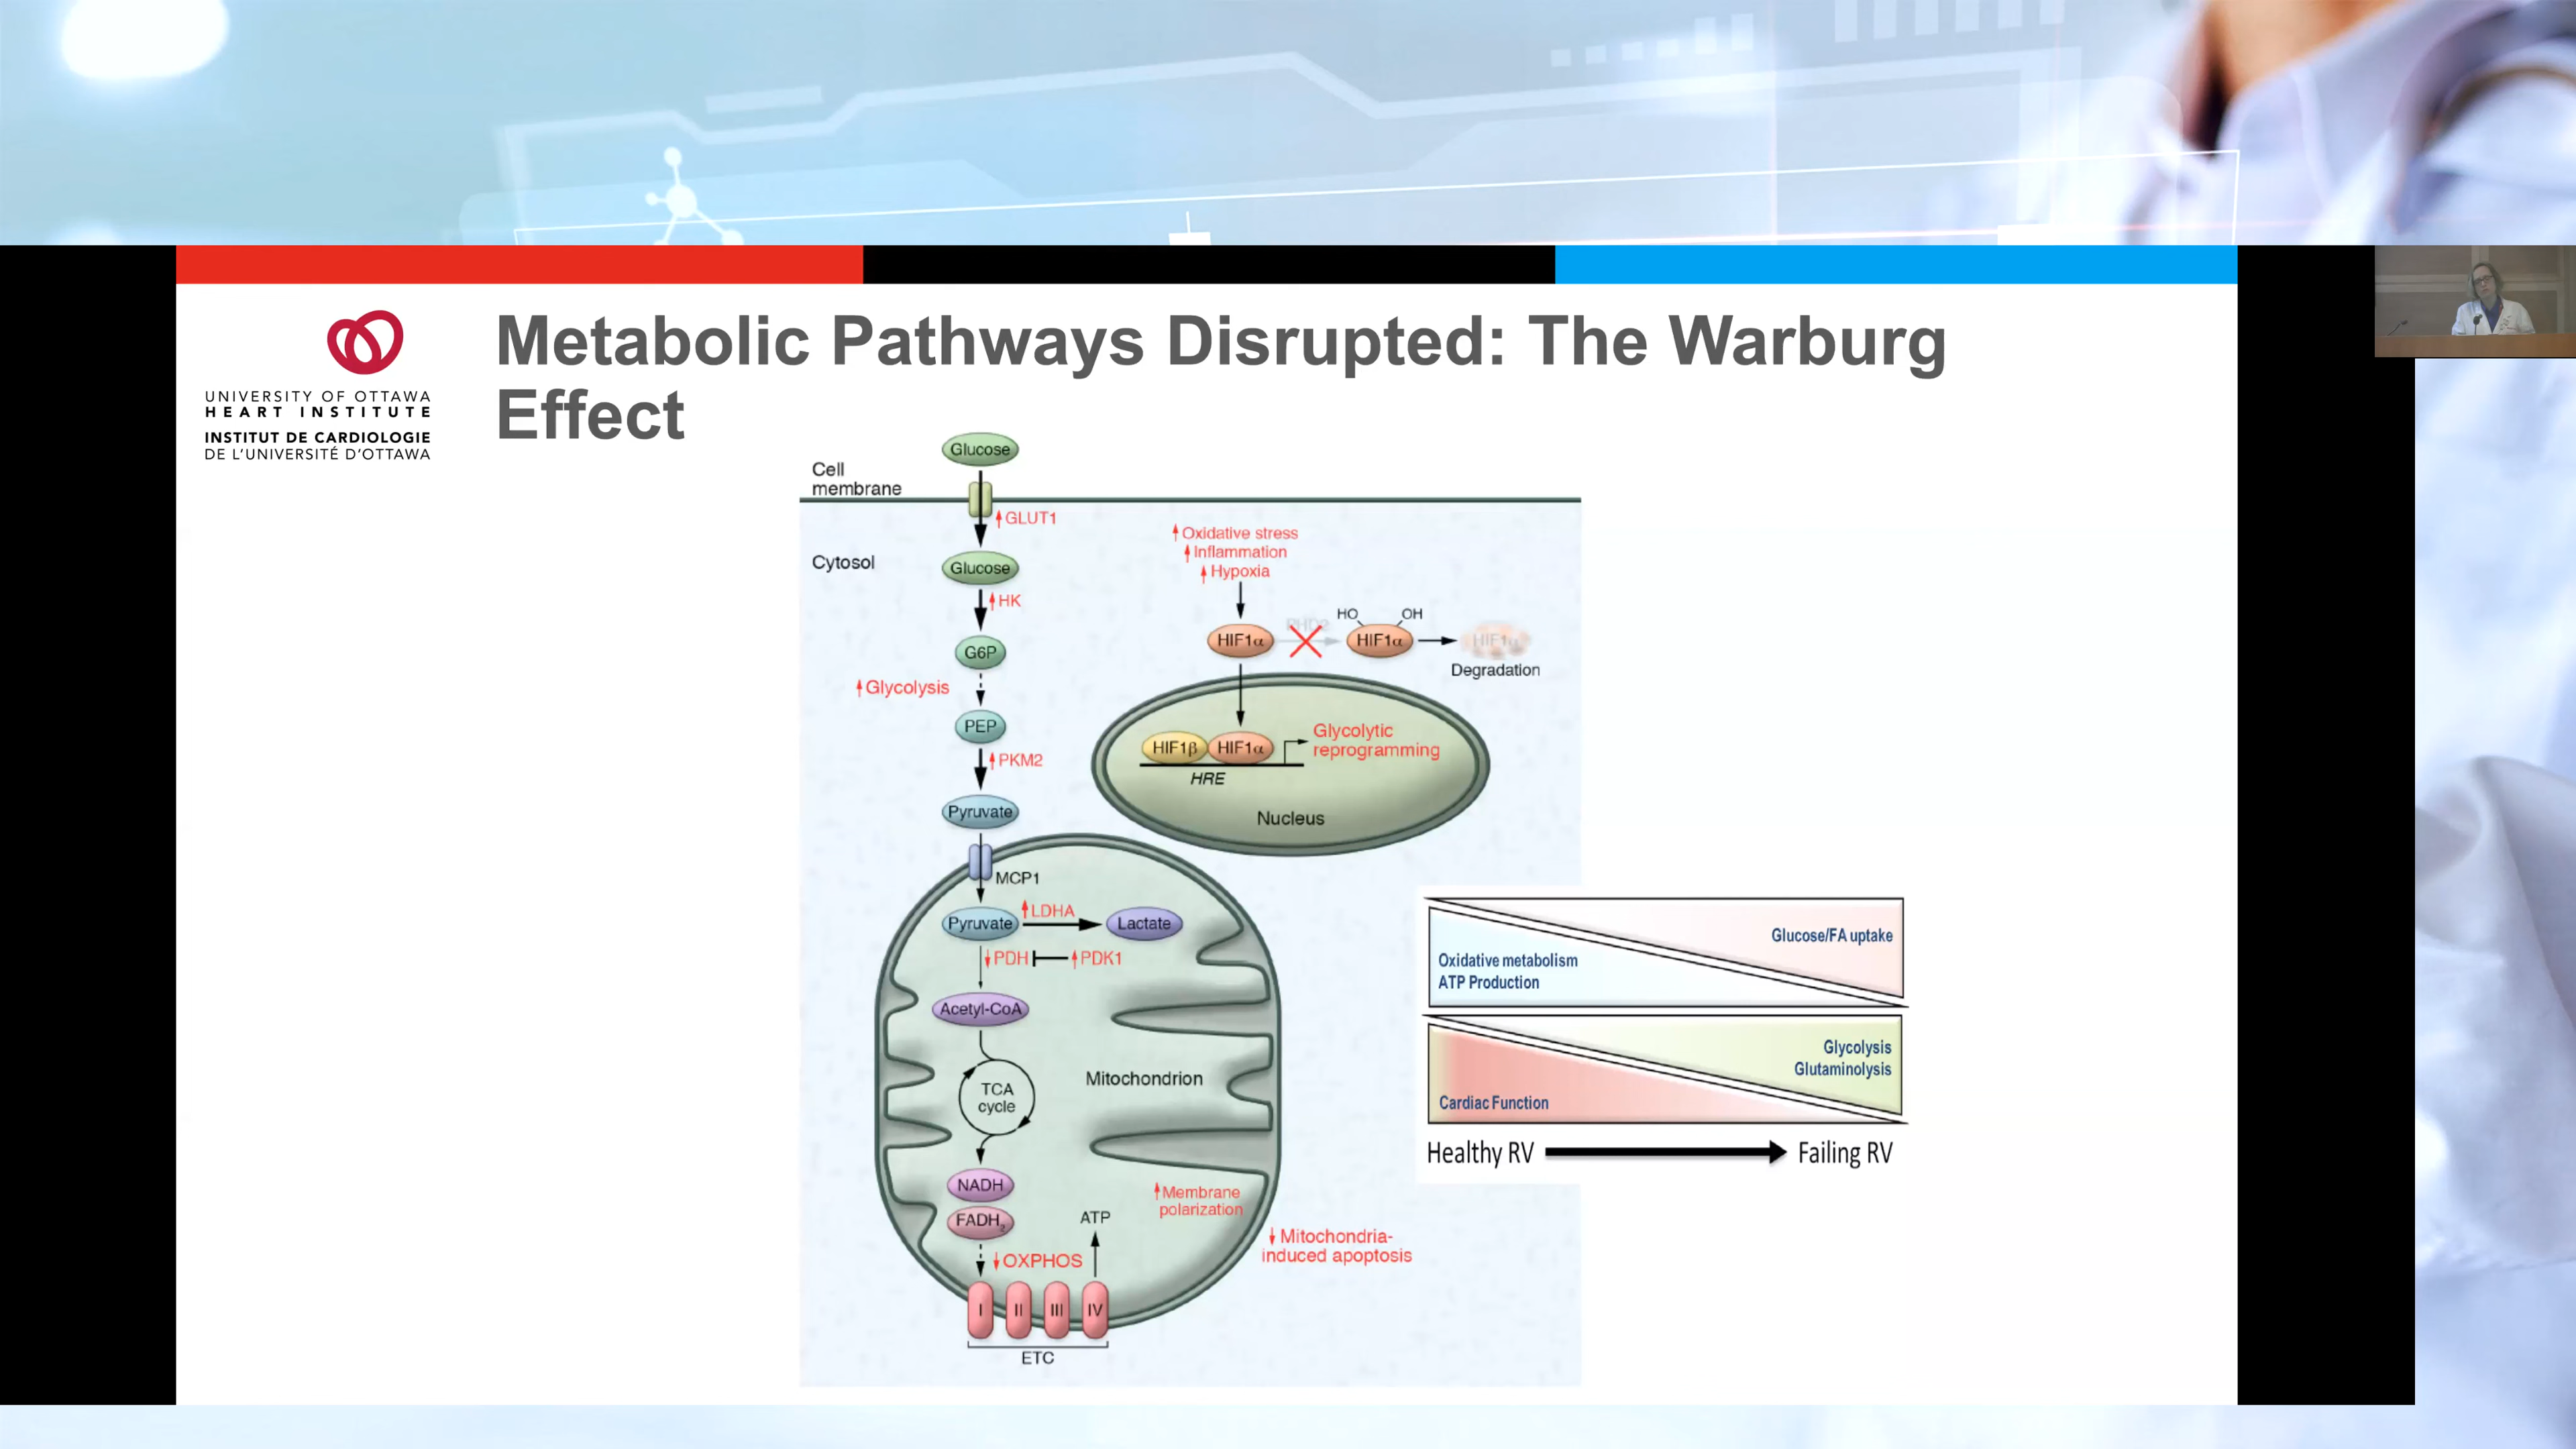 Metabolic Pathways Disrupted: The Warburg
Effect
UNIVERSITY OF OTTAWA
HEART INSTITUTE
INSTITUT DE CARDIOLOGIE
DE L'UNIVERSITÉ D'OTTAWA
Glucose
Cell
membrane
↑GLUT1
Cytosol
Glucose
↑HK
G6P
↑Glycolysis
PEP
↑PKM2
Pyruvate
MCP1
Pyruvate
↑LDHA
Lactate
↓PDH
↑PDK1
Acetyl-CoA
TCA
cycle
Mitochondrion
NADH
FADH₂
↓OXPHOS
ATP
↑Membrane
polarization
↓Mitochondria-
induced apoptosis
I II III IV
ETC
↑Oxidative stress
↑Inflammation
↑Hypoxia
HIF1α
PHD2
HO OH
HIF1α
HIF1α
Degradation
HIF1β HIF1α
Glycolytic
reprogramming
HRE
Nucleus
Glucose/FA uptake
Oxidative metabolism
ATP Production
Glycolysis
Glutaminolysis
Cardiac Function
Healthy RV
Failing RV